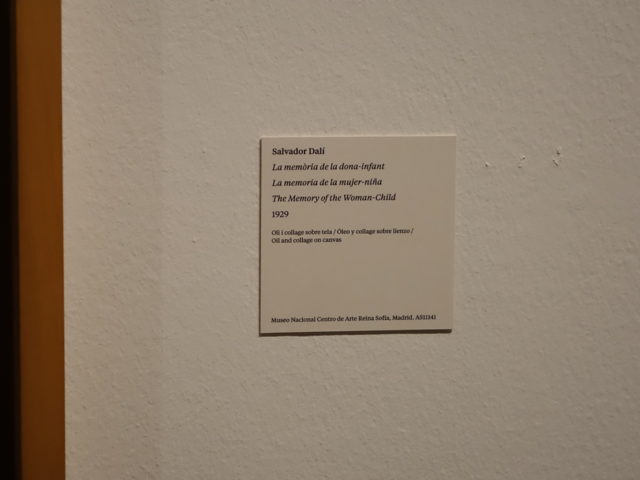 Salvador Dalí
La memòria de la dona-infant
La memoria de la mujer-niña
The Memory of the Woman-Child
1929
Oli i collage sobre tela / Óleo y collage sobre lienzo /
Oil and collage on canvas
Museo Nacional Centro de Arte Reina Sofía, Madrid. AS11141